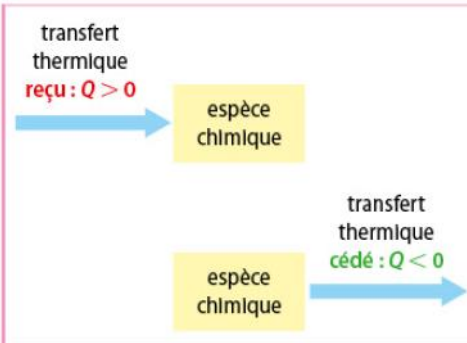 transfert
thermique
reçu : Q > 0
espèce
chimique
transfert
thermique
cédé : Q < 0
espèce
chimique